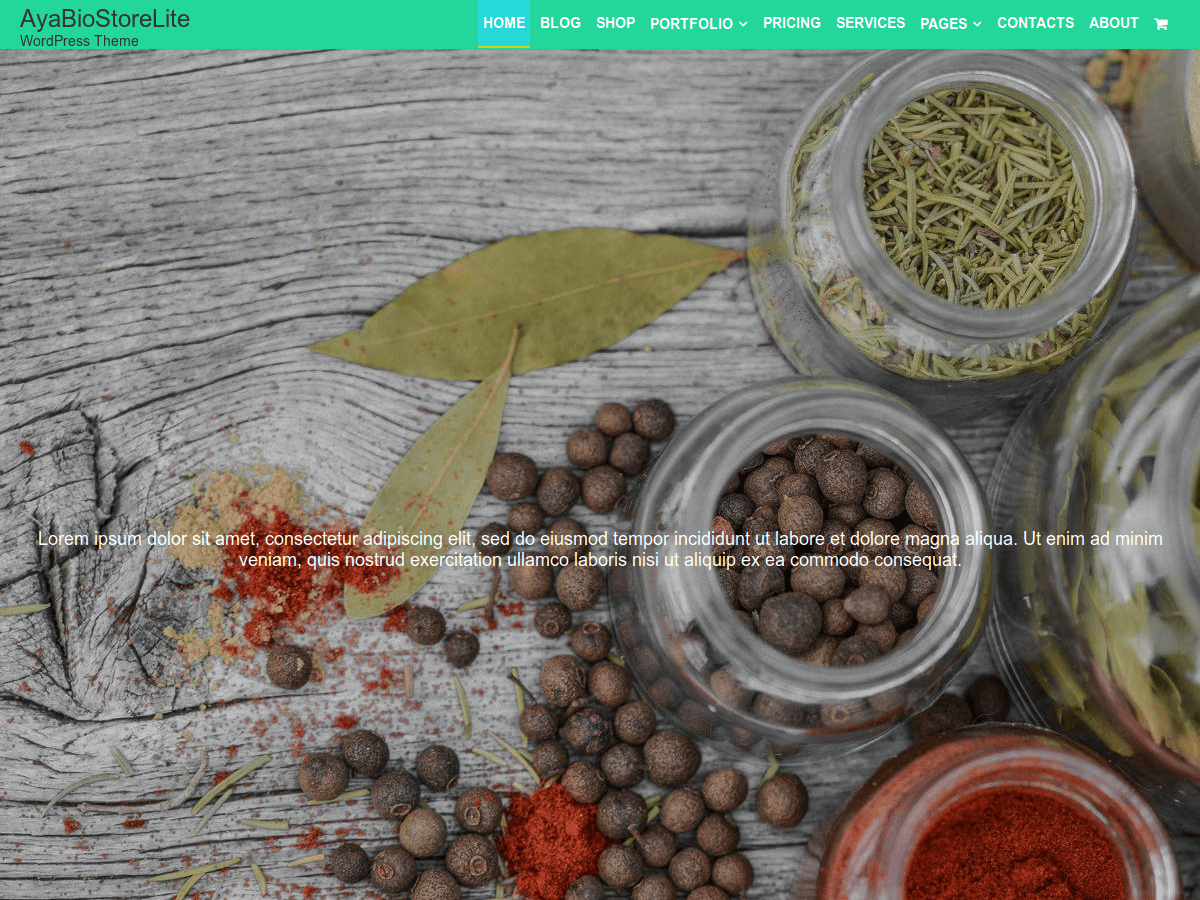 AyaBioStoreLite
WordPress Theme
HOME BLOG SHOP PORTFOLIO PRICING SERVICES PAGES CONTACTS ABOUT
Lorem ipsum dolor sit amet, consectetur adipiscing elit, sed do eiusmod tempor incididunt ut labore et dolore magna aliqua. Ut enim ad minim
veniam, quis nostrud exercitation ullamco laboris nisi ut aliquip ex ea commodo consequat.